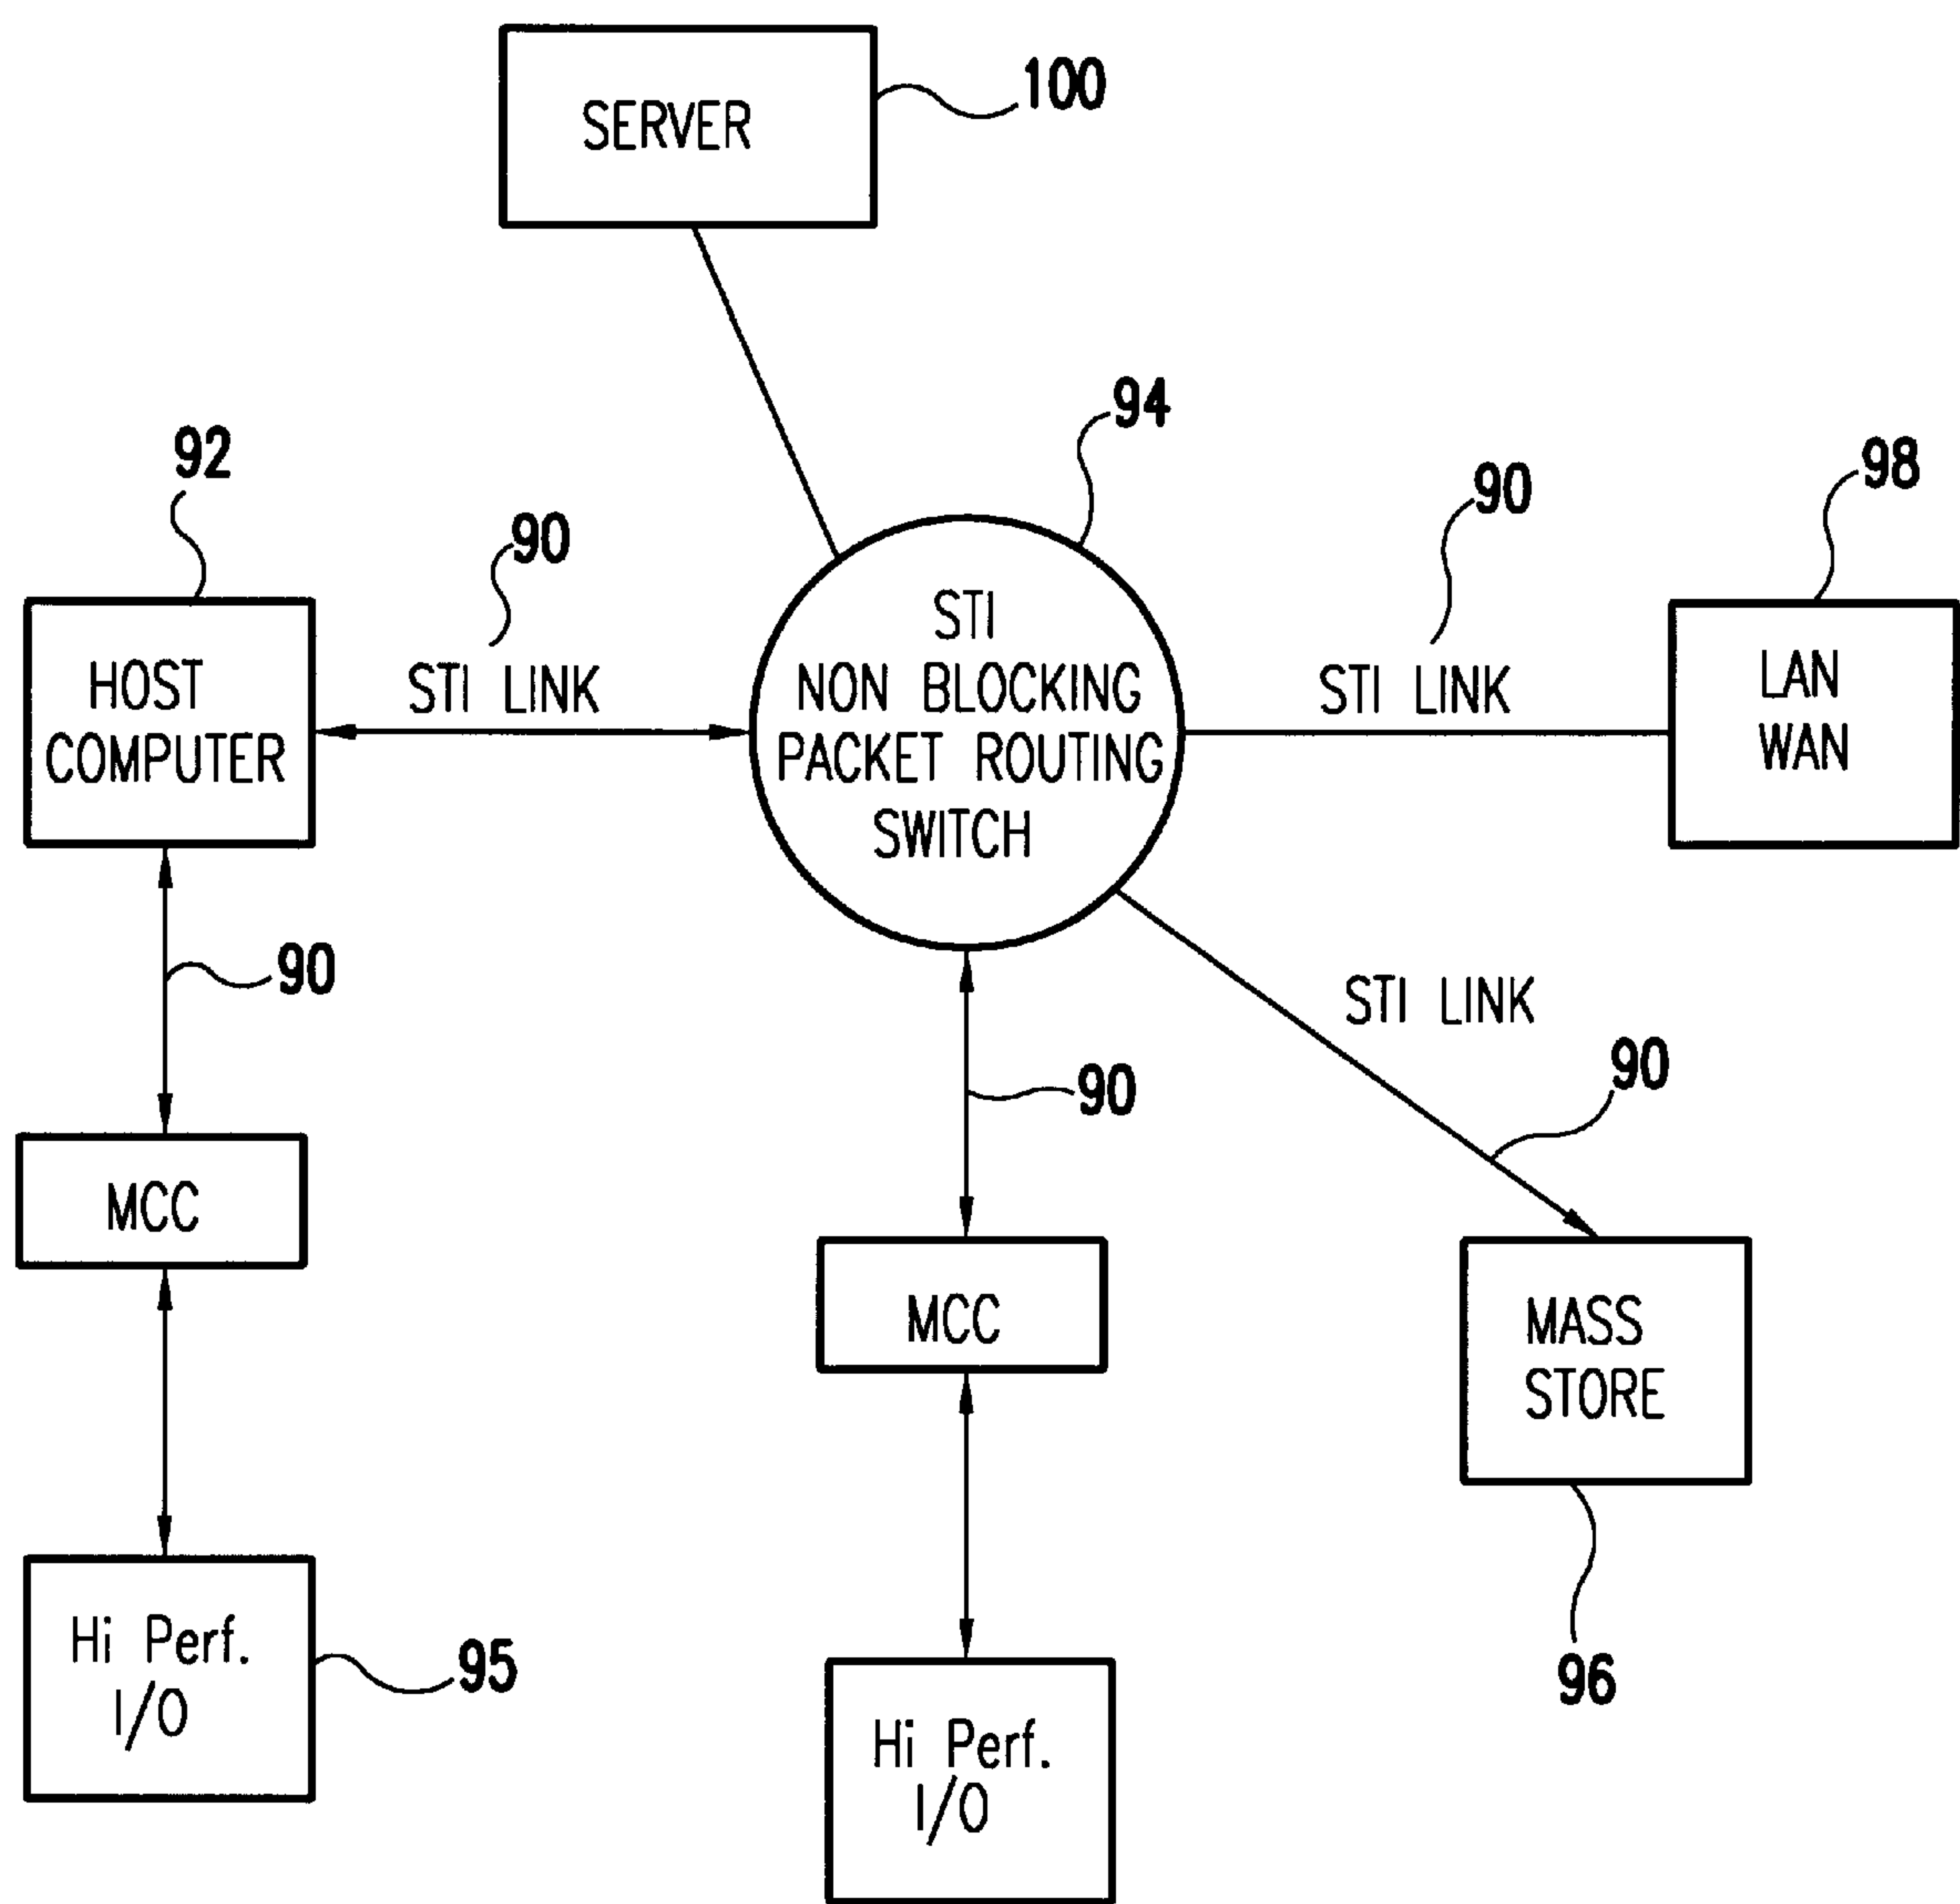 SERVER
100
94
92
90
90
98
HOST
COMPUTER
STI LINK
STI
NON BLOCKING
PACKET ROUTING
SWITCH
STI LINK
LAN
WAN
90
STI LINK
90
90
MCC
MCC
MASS
STORE
Hi Perf.
I/O
95
96
Hi Perf.
I/O